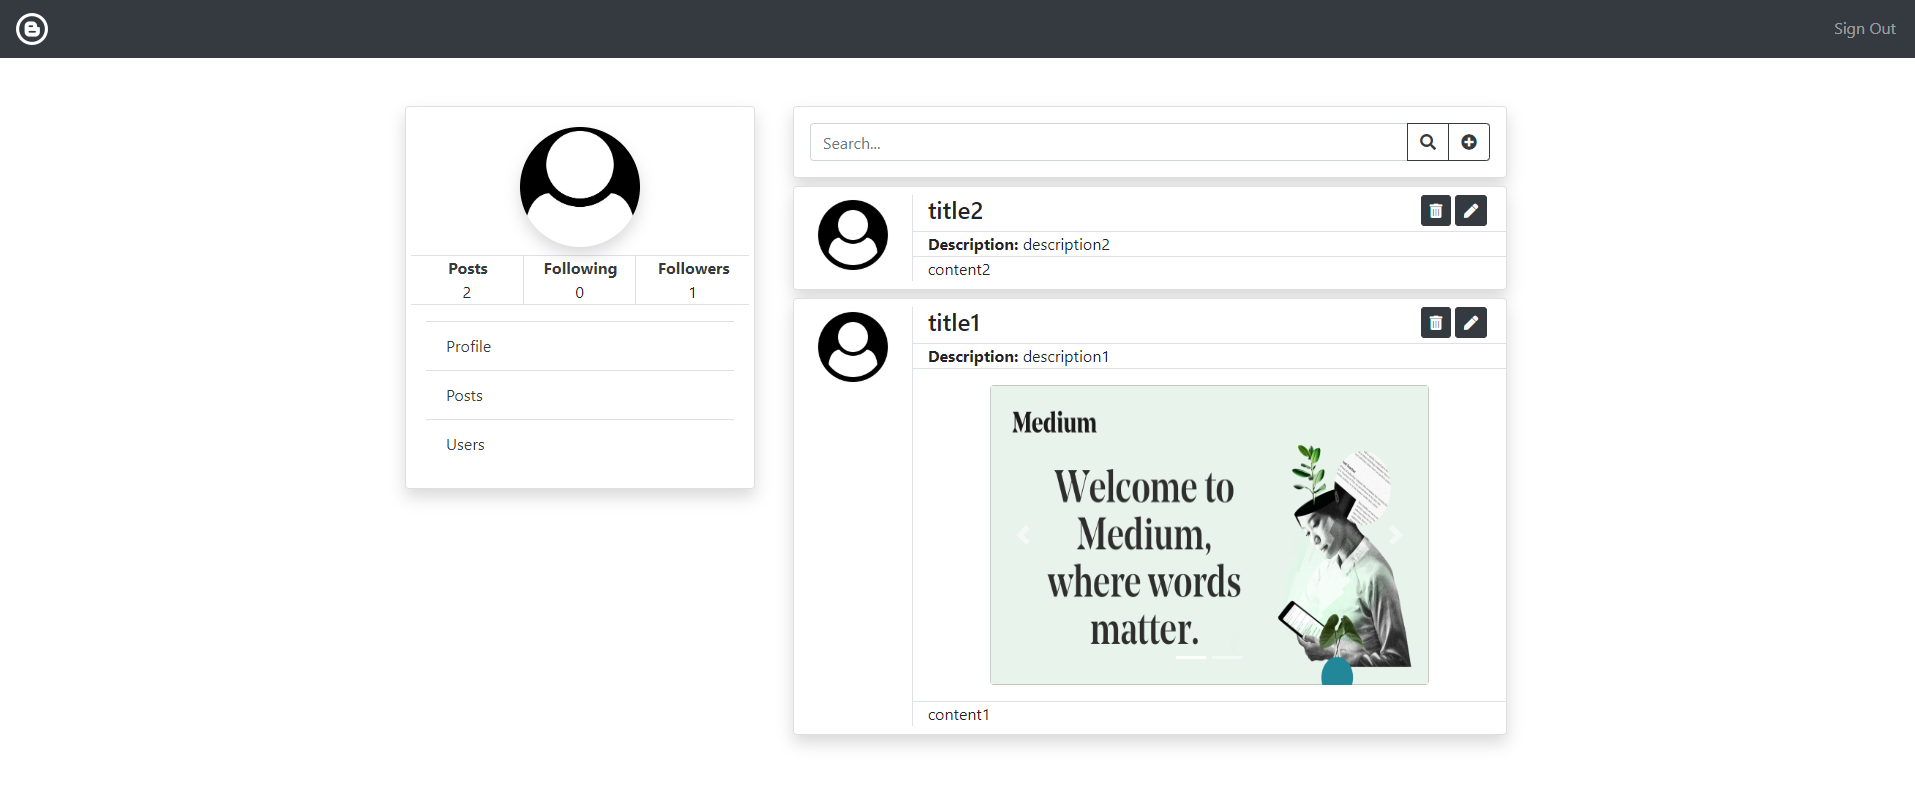 Sign Out
Posts Following Followers
2 0 1
Profile
Posts
Users
Search...
title2
Description: description2
content2
title1
Description: description1
Medium
Welcome to
Medium,
where words
matter.
content1